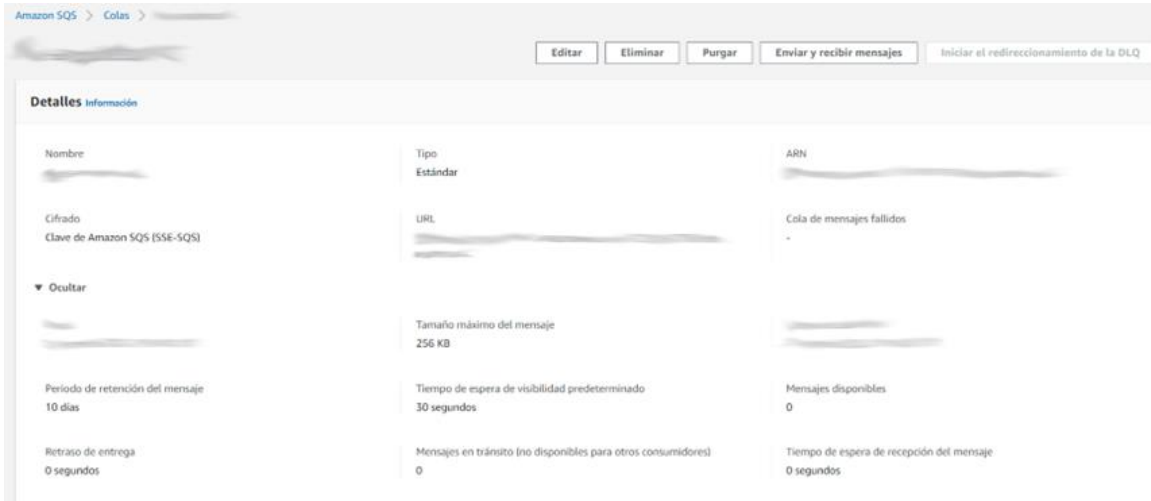 Amazon SQS > Colas >
Editar Eliminar Purgar Enviar y recibir mensajes Iniciar el redireccionamiento de la DLQ
Detalles Información
Nombre Tipo ARN
Estándar
Cifrado URL Cola de mensajes fallidos
Clave de Amazon SQS (SSE-SQS) -
▼ Ocultar
Tamaño máximo del mensaje
256 KB
Periodo de retención del mensaje Tiempo de espera de visibilidad predeterminado Mensajes disponibles
10 días 30 segundos 0
Retraso de entrega Mensajes en tránsito (no disponibles para otros consumidores) Tiempo de espera de recepción del mensaje
0 segundos 0 0 segundos